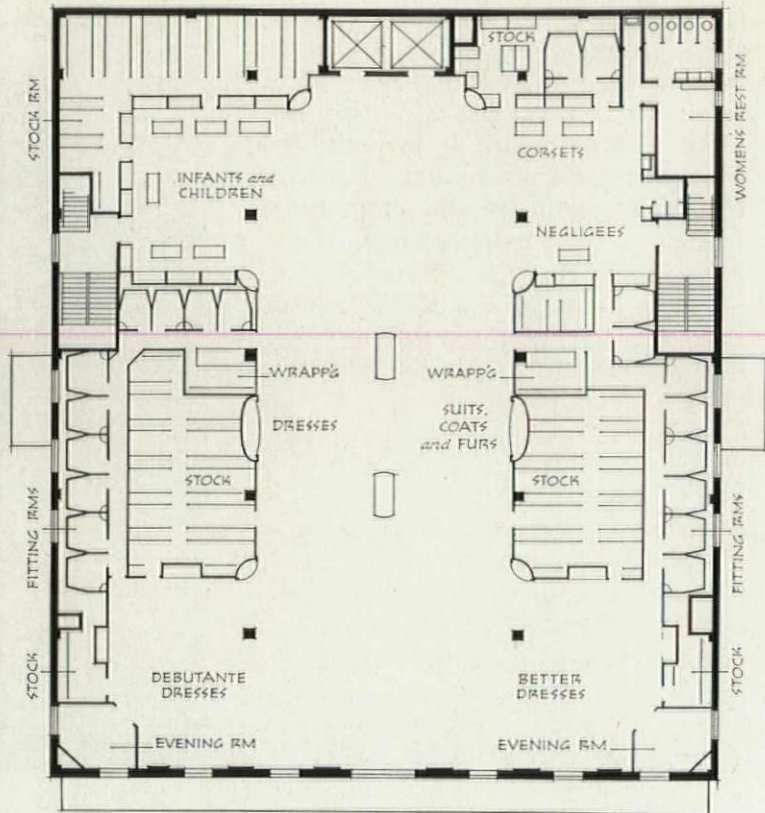 STOCK
STOCK RM
WOMEN'S REST RM.
CORSETS
INFANTS and
CHILDREN
NEGLIGEES
WRAPP'G
WRAPP'G
DRESSES
SUITS,
COATS
and FURS
STOCK
STOCK
FITTING RMS
FITTING RMS
STOCK
STOCK
DEBUTANTE
DRESSES
BETTER
DRESSES
EVENING RM
EVENING RM